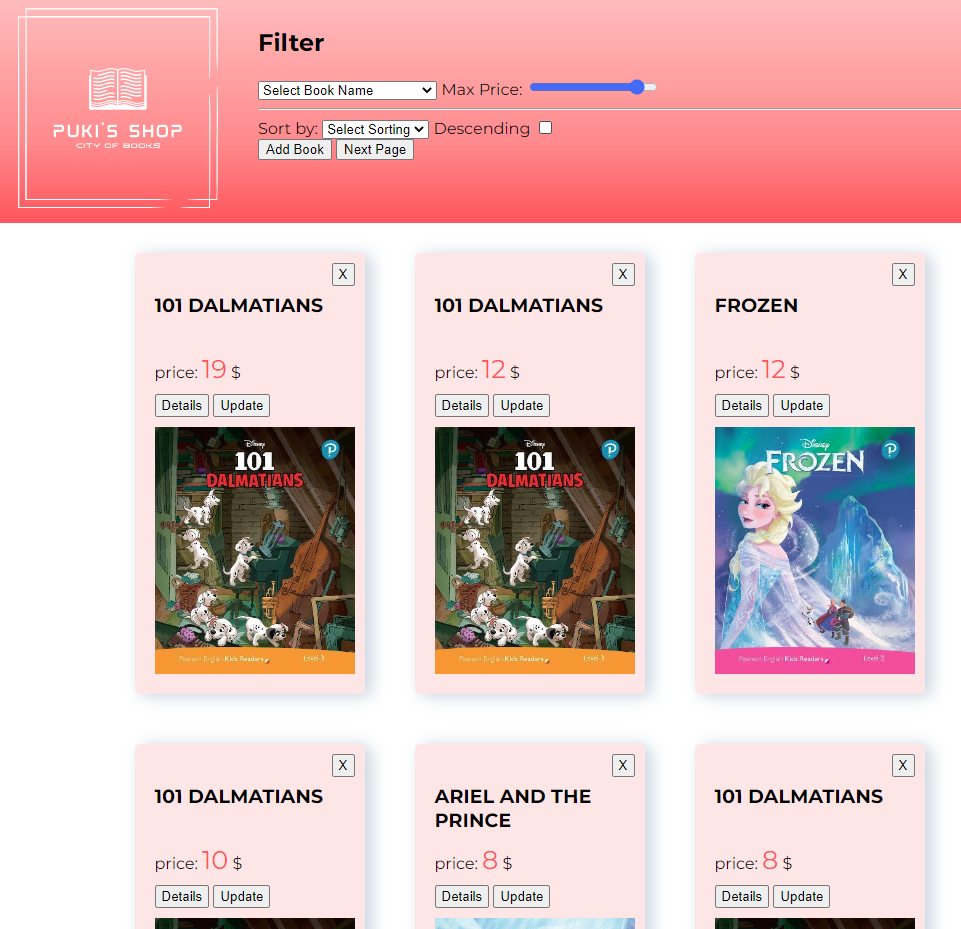 PUKI'S SHOP
CITY OF BOOKS
Filter
Select Book Name Max Price:
Sort by: Select Sorting Descending
Add Book Next Page
X X X
101 DALMATIANS 101 DALMATIANS FROZEN
price: 19 $ price: 12 $ price: 12 $
Details Update Details Update Details Update
Disney P Disney P Disney P
101 101 FROZEN
DALMATIANS DALMATIANS
Pearson English Kids Readers Level 3 Pearson English Kids Readers Level 3 Pearson English Kids Readers Level 2
X X X
101 DALMATIANS ARIEL AND THE 101 DALMATIANS
PRINCE
price: 10 $ price: 8 $ price: 8 $
Details Update Details Update Details Update